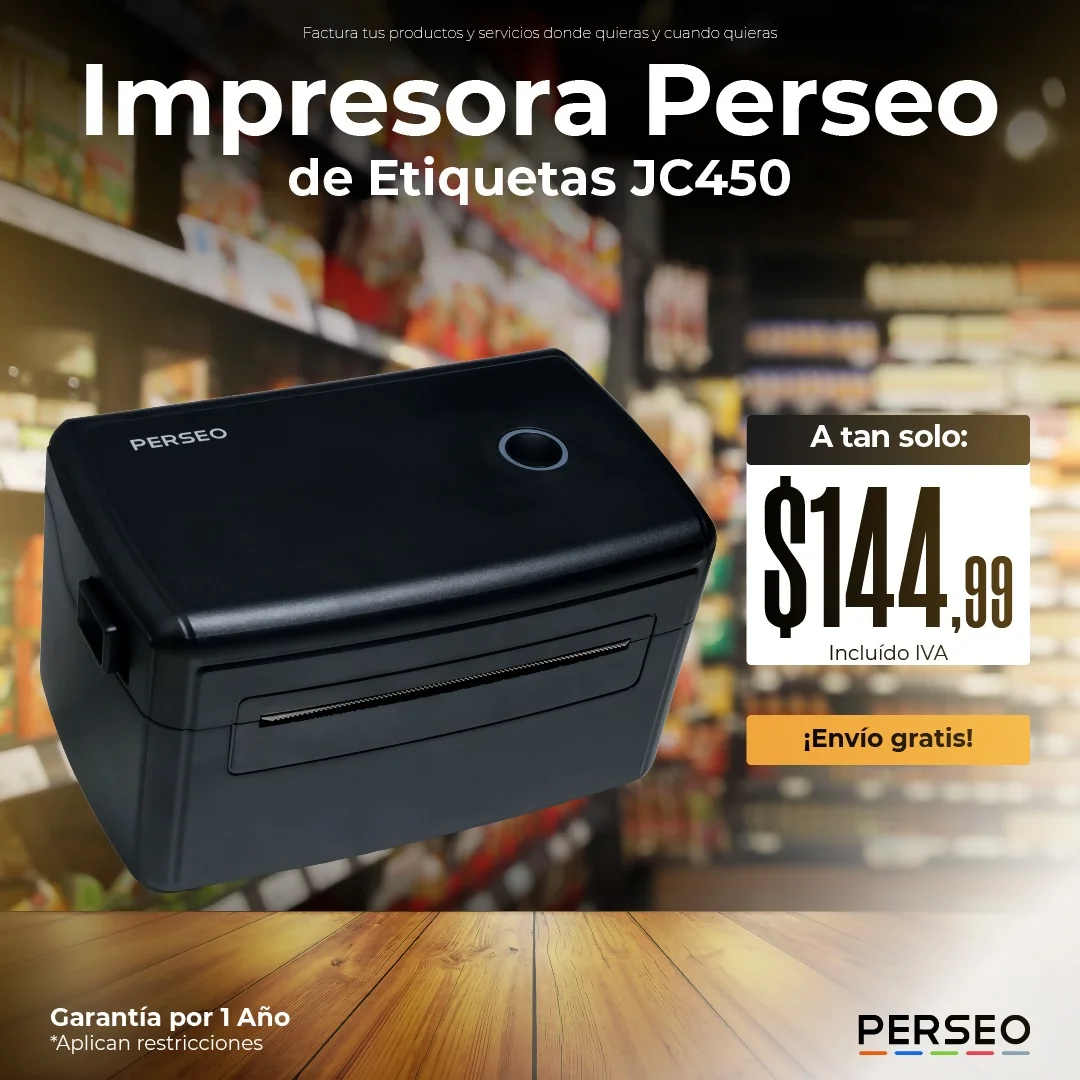 Factura tus productos y servicios donde quieras y cuando quieras
Impresora Perseo
de Etiquetas JC450
PERSEO
A tan solo:
$144,99
Incluído IVA
¡Envío gratis!
Garantía por 1 Año
*Aplican restricciones
PERSEO